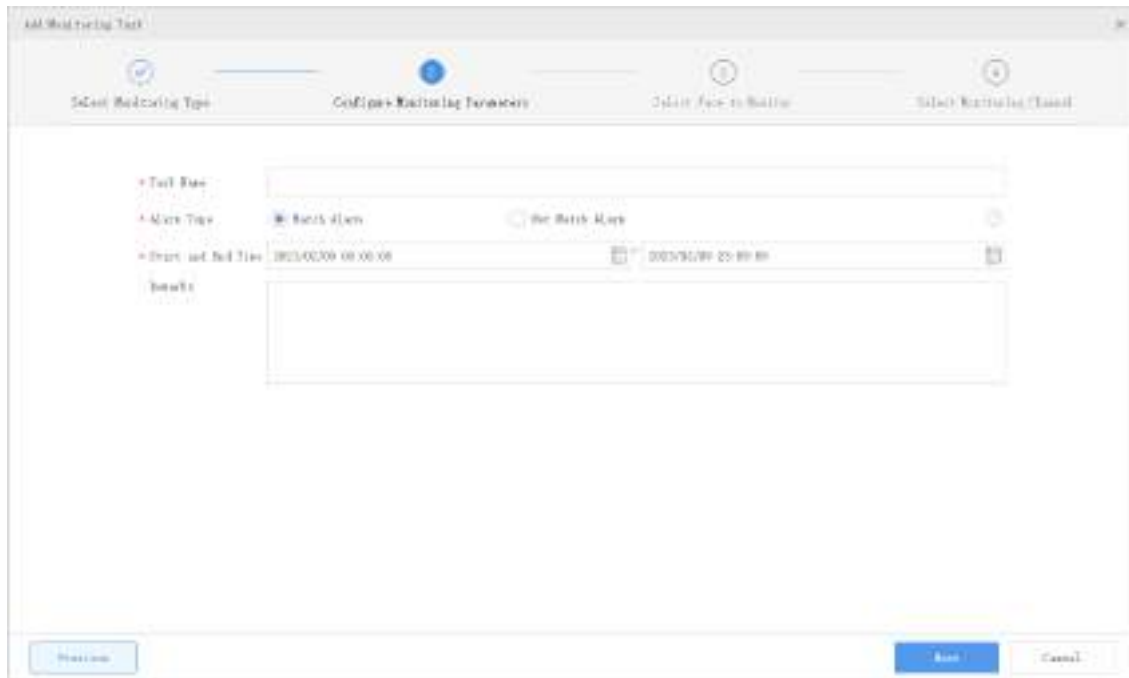 Add Monitoring Task
Select Monitoring Type
Configure Monitoring Parameters
Select Face to Monitor
Select Monitoring Channel
* Task Name
* Alarm Type Match Alarm Not Match Alarm
* Start and End Time
Remarks
Previous Next Cancel